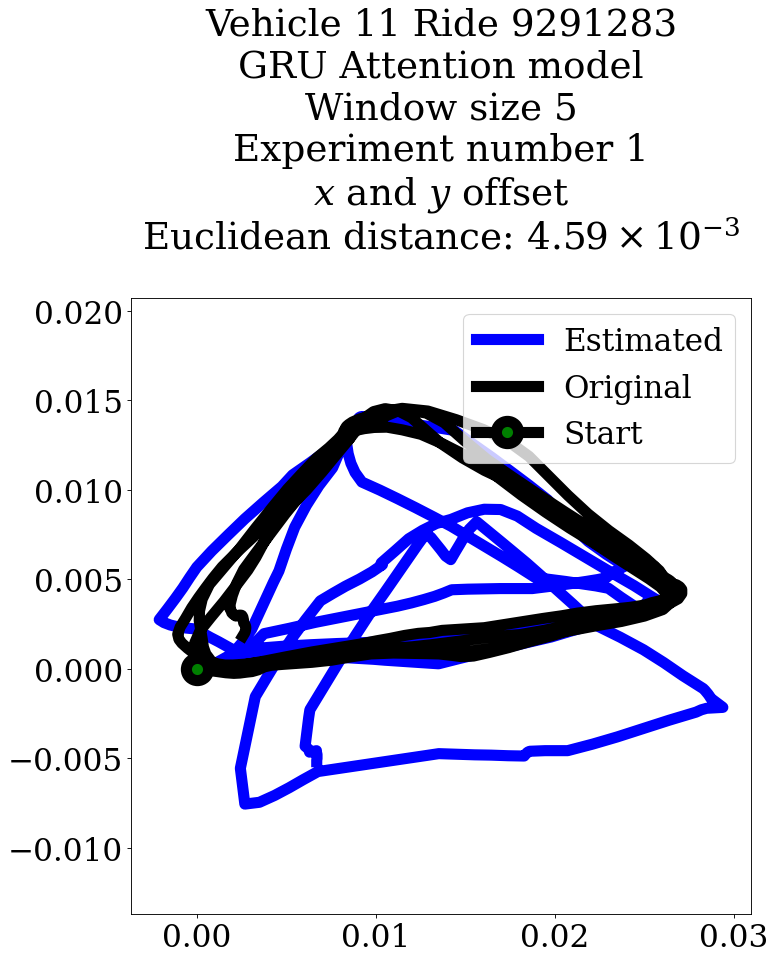 Vehicle 11 Ride 9291283
GRU Attention model
Window size 5
Experiment number 1
x and y offset
Euclidean distance: 4.59 × 10⁻³
0.020
0.015
0.010
0.005
0.000
−0.005
−0.010
Estimated
Original
Start
0.00 0.01 0.02 0.03